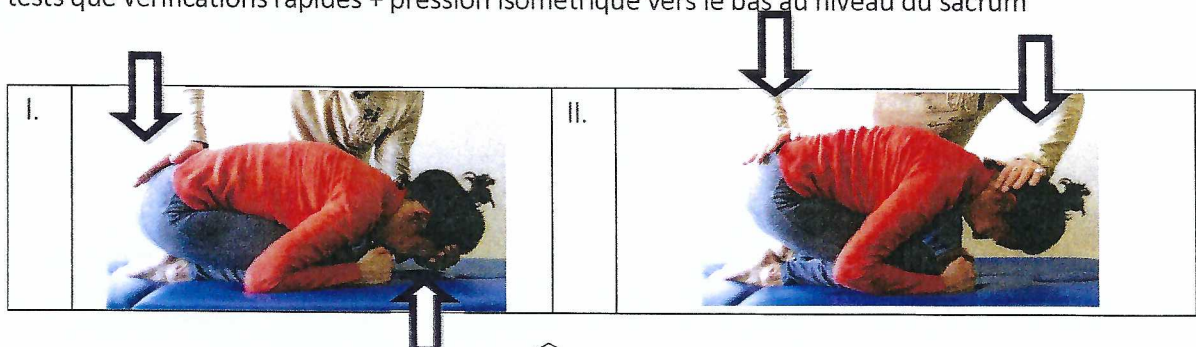 tests que vérifications rapides + pression isométrique vers le bas au niveau du sacrum
I.
II.